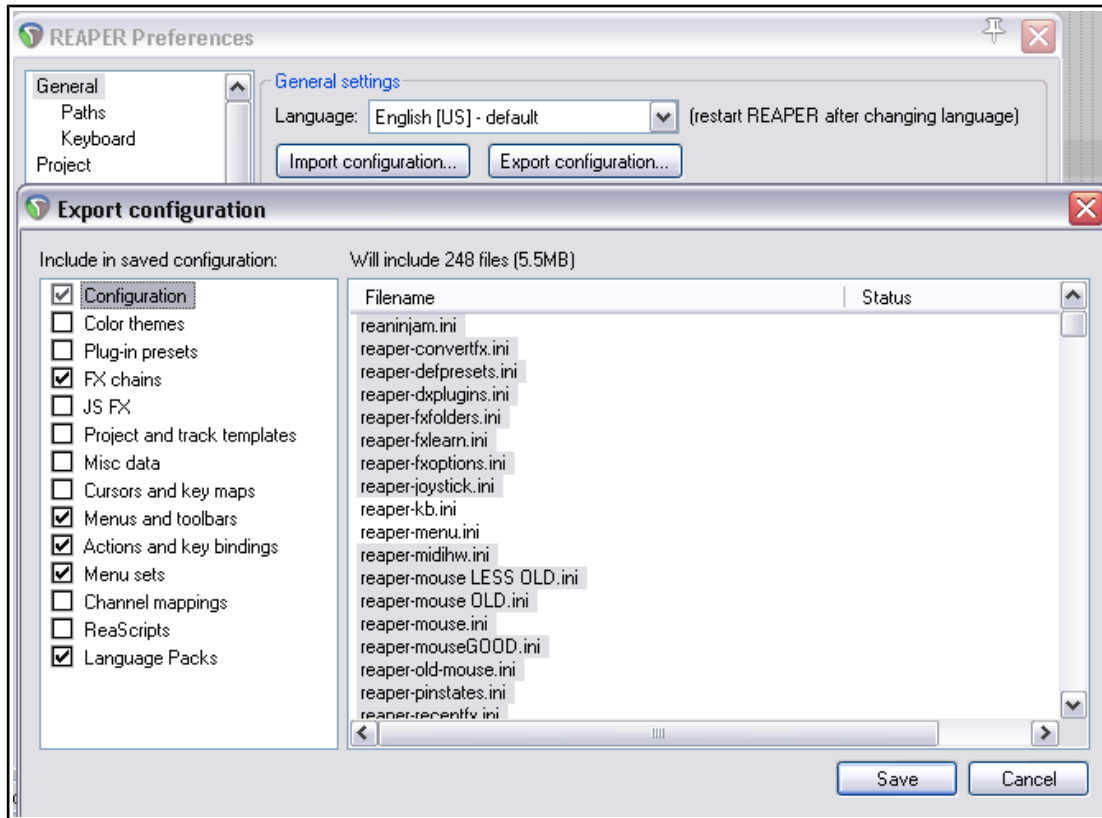 REAPER Preferences
General
Paths
Keyboard
Project
General settings
Language: English [US] - default (restart REAPER after changing language)
Import configuration... Export configuration...
Export configuration
Include in saved configuration:
Configuration
Color themes
Plug-in presets
FX chains
JS FX
Project and track templates
Misc data
Cursors and key maps
Menus and toolbars
Actions and key bindings
Menu sets
Channel mappings
ReaScripts
Language Packs
Will include 248 files (5.5MB)
Filename Status
reaninjam.ini
reaper-convertfx.ini
reaper-defpresets.ini
reaper-dxplugins.ini
reaper-fxfolders.ini
reaper-fxlearn.ini
reaper-fxoptions.ini
reaper-joystick.ini
reaper-kb.ini
reaper-menu.ini
reaper-midihw.ini
reaper-mouse LESS OLD.ini
reaper-mouse OLD.ini
reaper-mouse.ini
reaper-mouseGOOD.ini
reaper-old-mouse.ini
reaper-pinstates.ini
reaper-recentfx.ini
Save Cancel